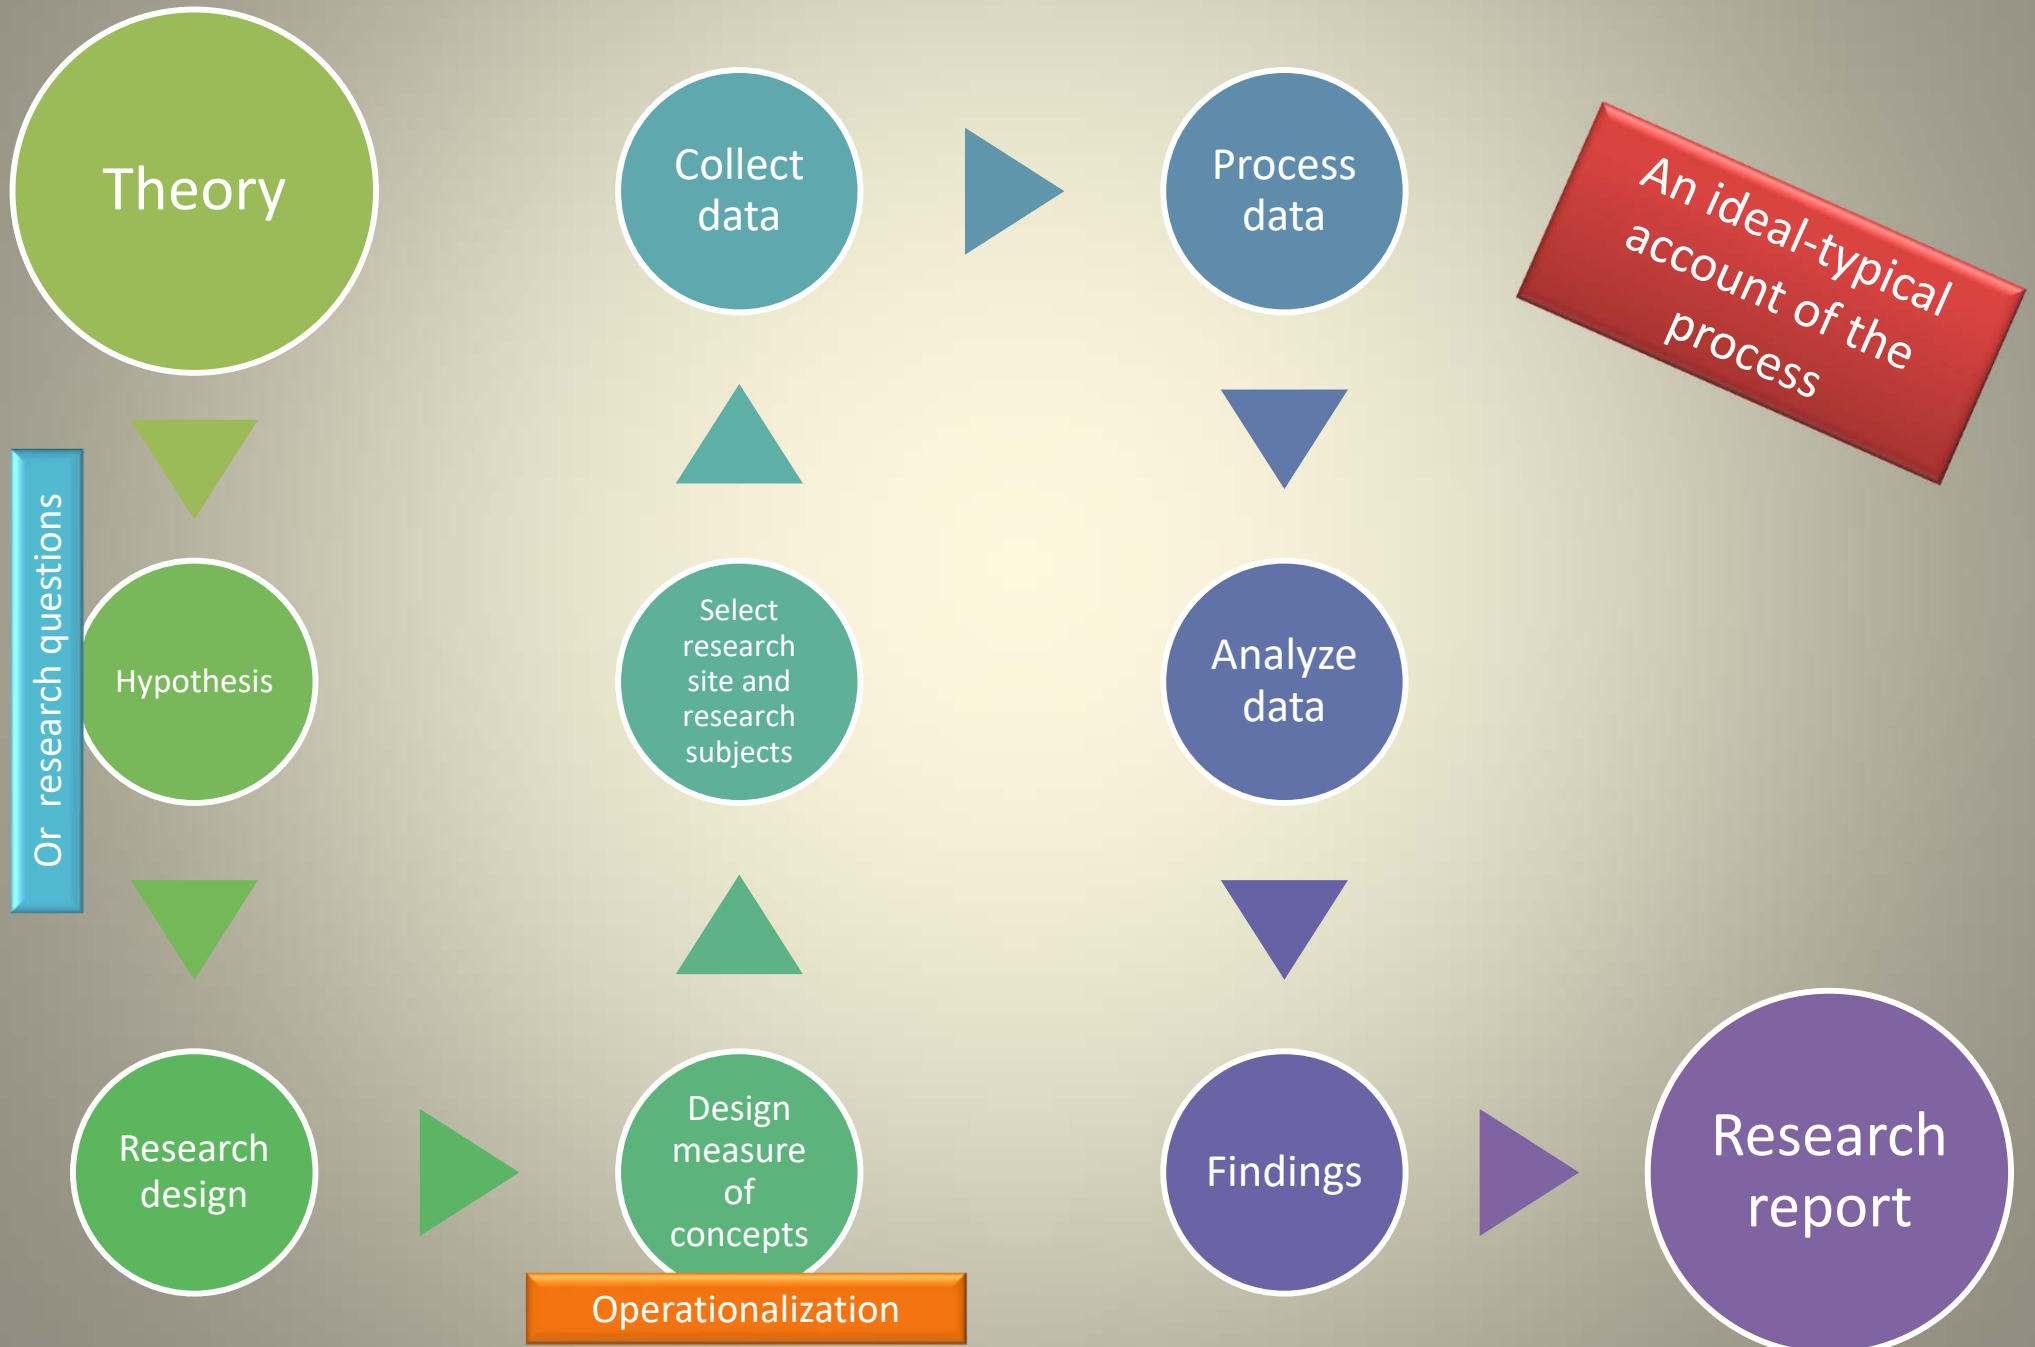 Theory
Or research questions
Hypothesis
Research
design
Design
measure
of
concepts
Operationalization
Select
research
site and
research
subjects
Collect
data
Process
data
Analyze
data
Findings
Research
report
An ideal-typical
account of the
process